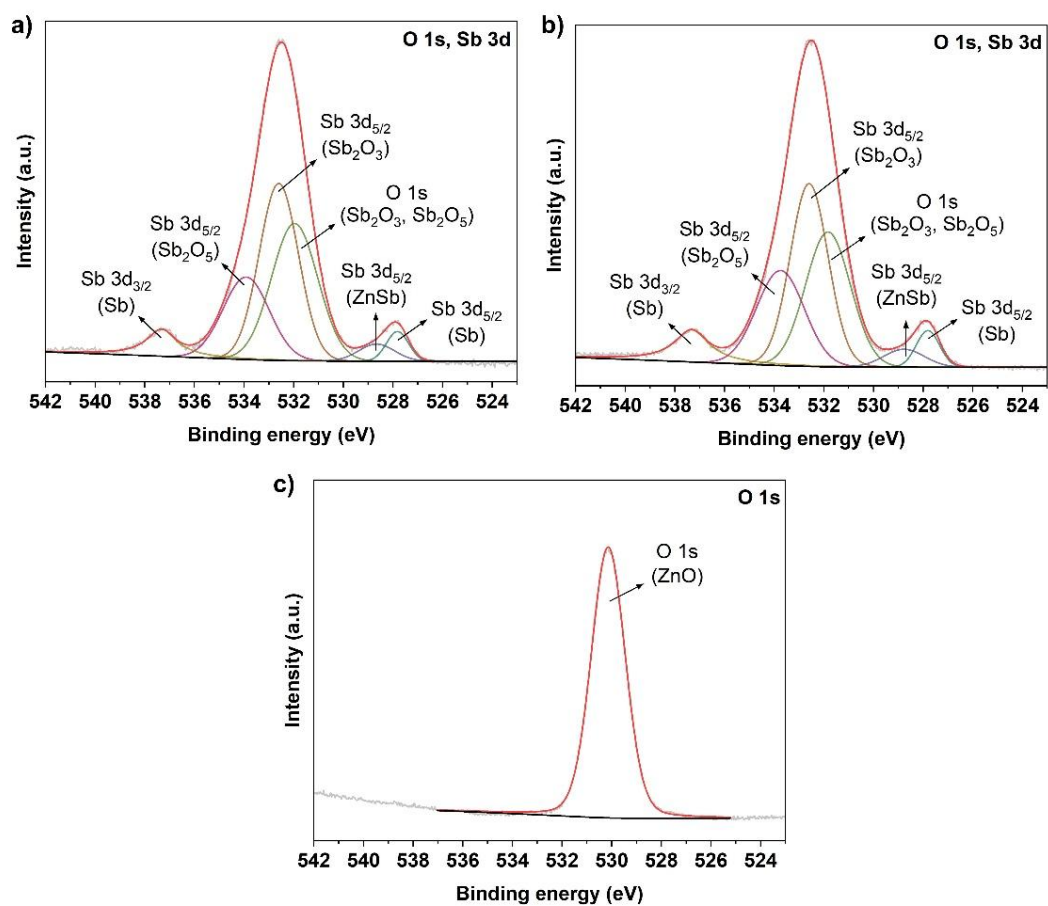 a)
O 1s, Sb 3d
Sb 3d5/2
(Sb2O3)
O 1s
(Sb2O3, Sb2O5)
Sb 3d5/2
(Sb2O5)
Sb 3d3/2
(Sb)
Sb 3d5/2
(ZnSb)
Sb 3d5/2
(Sb)
Intensity (a.u.)
542 540 538 536 534 532 530 528 526 524
Binding energy (eV)
b)
O 1s, Sb 3d
Sb 3d5/2
(Sb2O3)
O 1s
(Sb2O3, Sb2O5)
Sb 3d5/2
(Sb2O5)
Sb 3d3/2
(Sb)
Sb 3d5/2
(ZnSb)
Sb 3d5/2
(Sb)
Intensity (a.u.)
542 540 538 536 534 532 530 528 526 524
Binding energy (eV)
c)
O 1s
O 1s
(ZnO)
Intensity (a.u.)
542 540 538 536 534 532 530 528 526 524
Binding energy (eV)